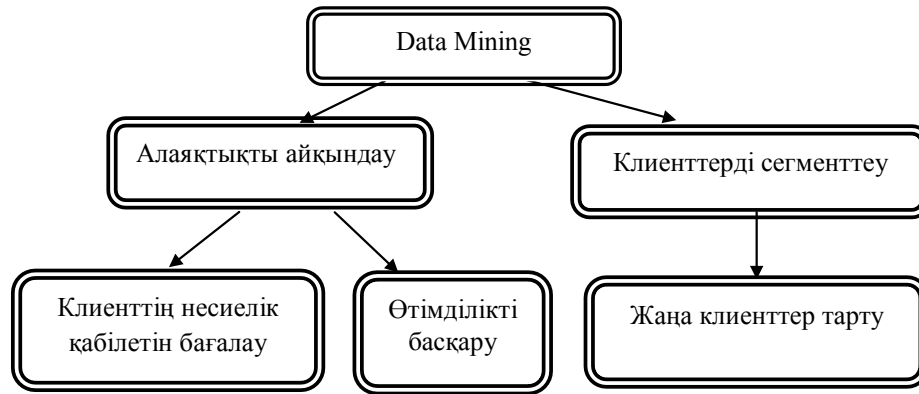 Data Mining
Алаяқтықты айқындау
Клиенттерді сегменттеу
Клиенттің несиелік
қабілетін бағалау
Өтімділікті
басқару
Жаңа клиенттер тарту